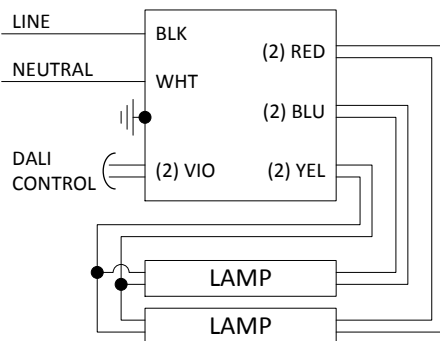 LINE
BLK
(2) RED
NEUTRAL
WHT
(2) BLU
DALI
CONTROL
(2) VIO
(2) YEL
LAMP
LAMP